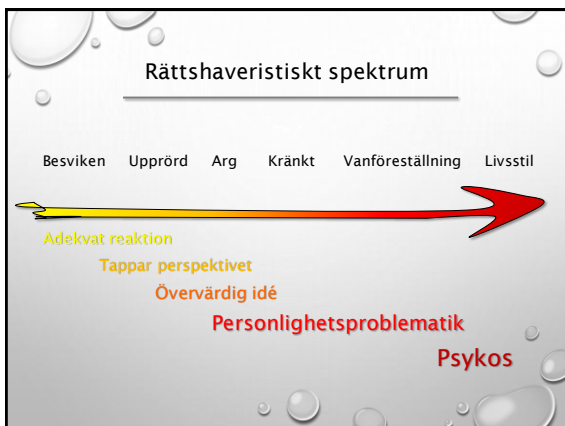 Rättshaveristiskt spektrum
Besviken Upprörd Arg Kränkt Vanföreställning Livsstil
Adekvat reaktion
Tappar perspektivet
Övervärdig idé
Personlighetsproblematik
Psykos